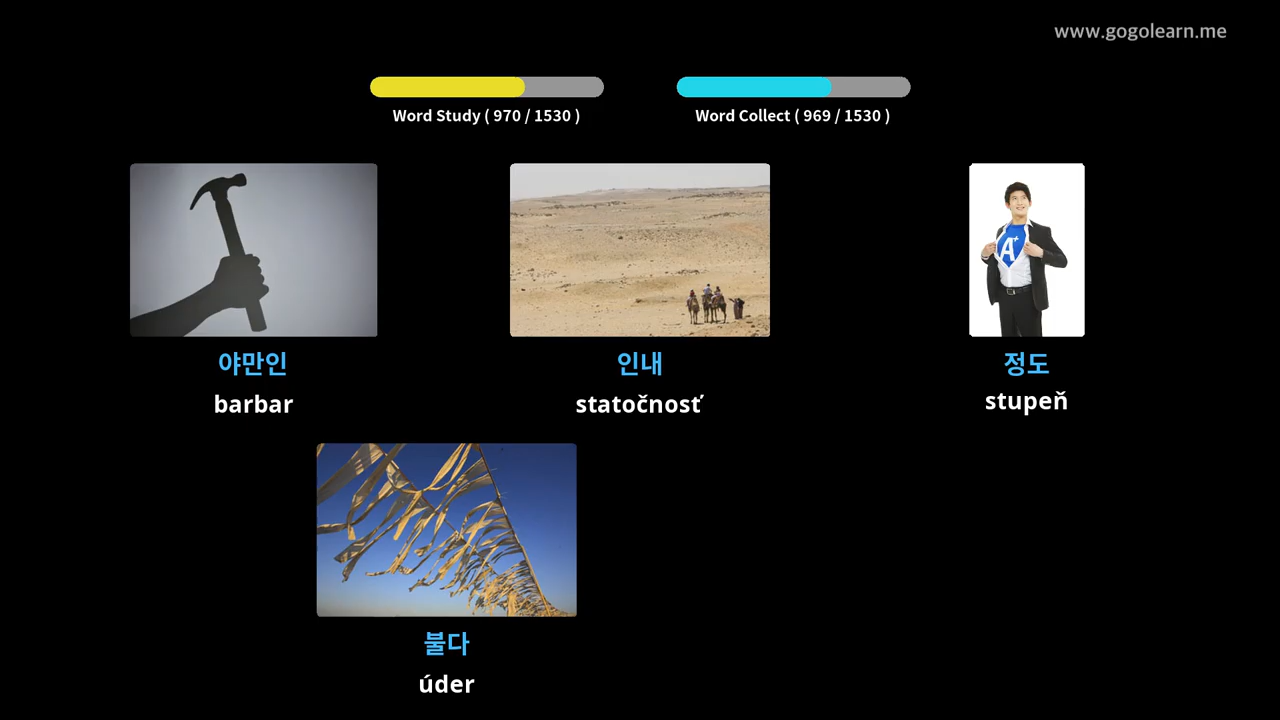 www.gogolearn.me
Word Study ( 970 / 1530 )
Word Collect ( 969 / 1530 )
A+
야만인
barbar
인내
statočnosť
정도
stupeň
불다
úder